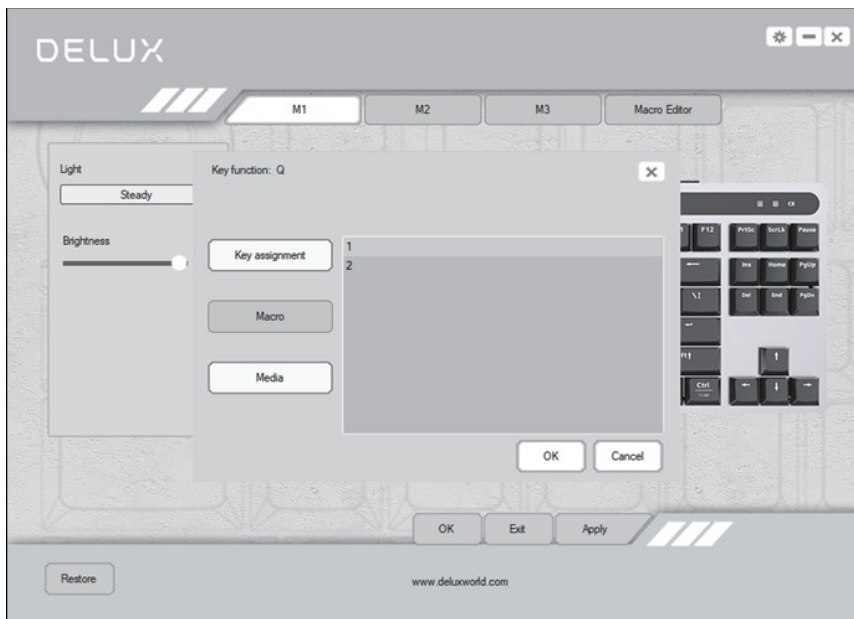 DELUX
M1
M2
M3
Macro Editor
Light
Steady
Brightness
Key function: Q
Key assignment
Macro
Media
1
2
OK
Cancel
F12
PrtSc
ScrLk
Pause
Ins
Home
PgUp
Del
End
PgDn
Ctrl
OK
Exit
Apply
Restore
www.deluxworld.com